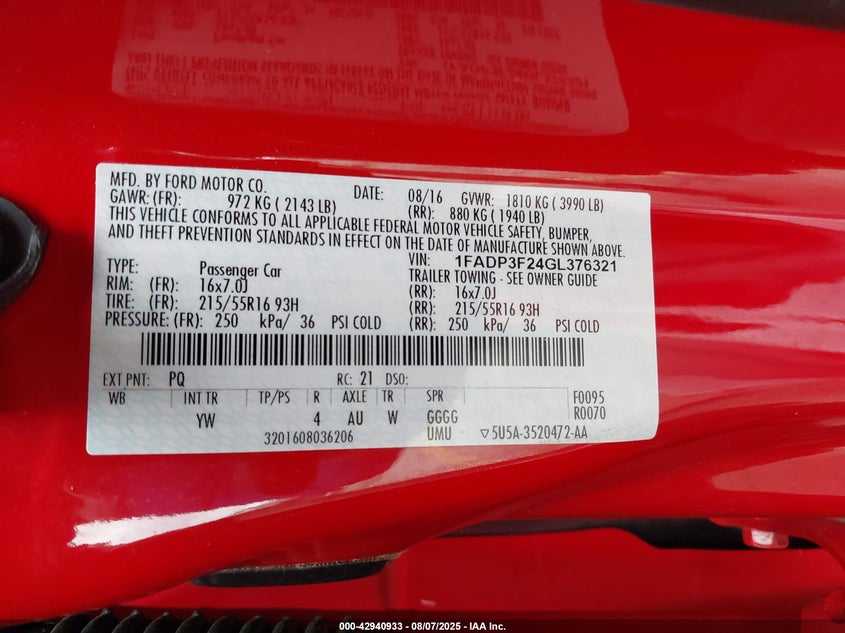 MFD. BY FORD MOTOR CO. DATE: 08/16 GVWR: 1810 KG ( 3990 LB)
GAWR: (FR): 972 KG ( 2143 LB) (RR): 880 KG ( 1940 LB)
THIS VEHICLE CONFORMS TO ALL APPLICABLE FEDERAL MOTOR VEHICLE SAFETY, BUMPER,
AND THEFT PREVENTION STANDARDS IN EFFECT ON THE DATE OF MANUFACTURE SHOWN ABOVE.
VIN: 1FADP3F24GL376321
TYPE: Passenger Car TRAILER TOWING - SEE OWNER GUIDE
RIM: (FR): 16x7.0J (RR): 16x7.0J
TIRE: (FR): 215/55R16 93H (RR): 215/55R16 93H
PRESSURE: (FR): 250 kPa/ 36 PSI COLD (RR): 250 kPa/ 36 PSI COLD
EXT PNT: PQ RC: 21 DSO:
WB INT TR TP/PS R AXLE TR SPR F0095
YW 4 AU W GGGG R0070
3201608036206 UMU ▽5U5A-3520472-AA
000-42940933 - 08/07/2025 - IAA Inc.